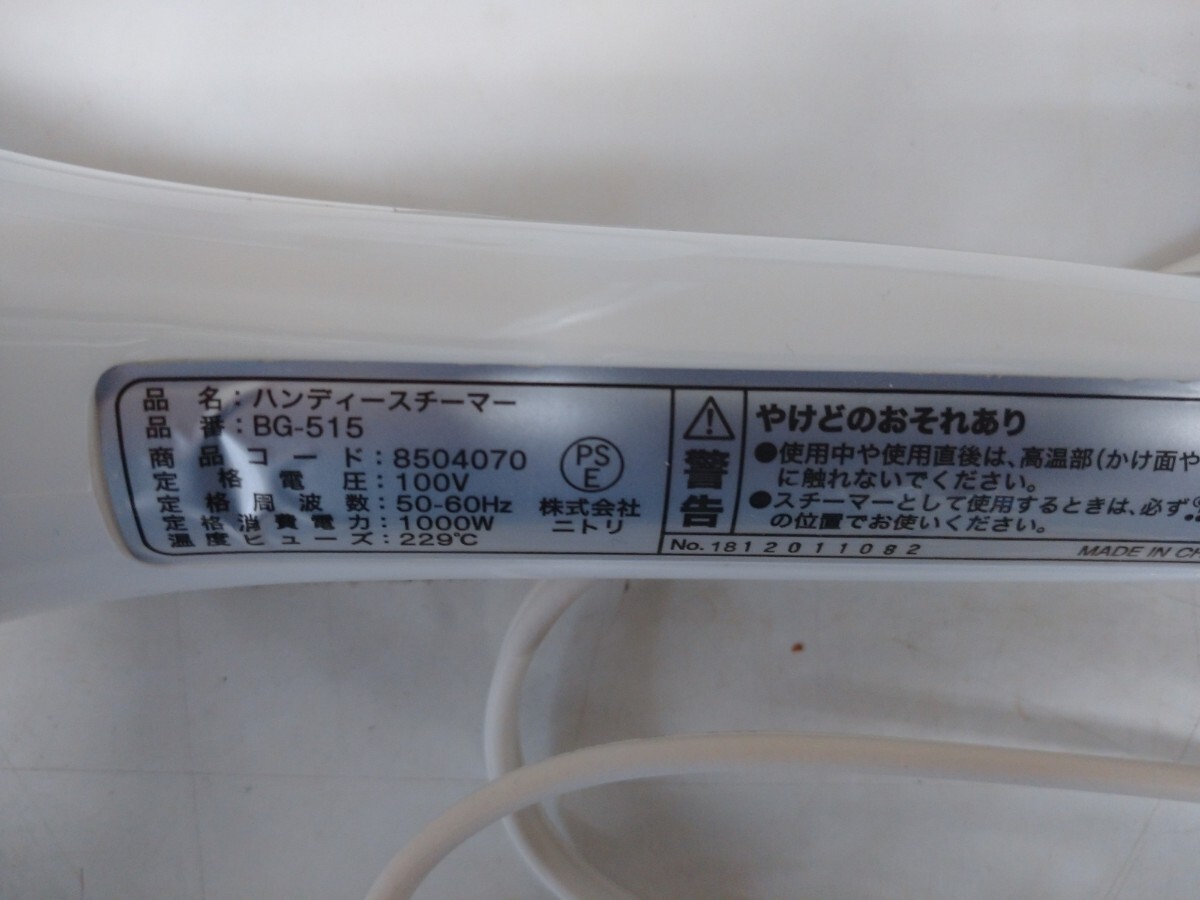 品名：ハンディースチーマー
品番：BG-515
商品コード：8504070
定格電圧：100V
定格周波数：50-60Hz
定格消費電力：1000W
温度ヒューズ：229℃
PS
E
株式会社
ニトリ
警告
やけどのおそれあり
●使用中や使用直後は、高温部(かけ面や
に触れないでください。
●スチーマーとして使用するときは、必ず
の位置でお使いください。
No. 1812011082
MADE IN